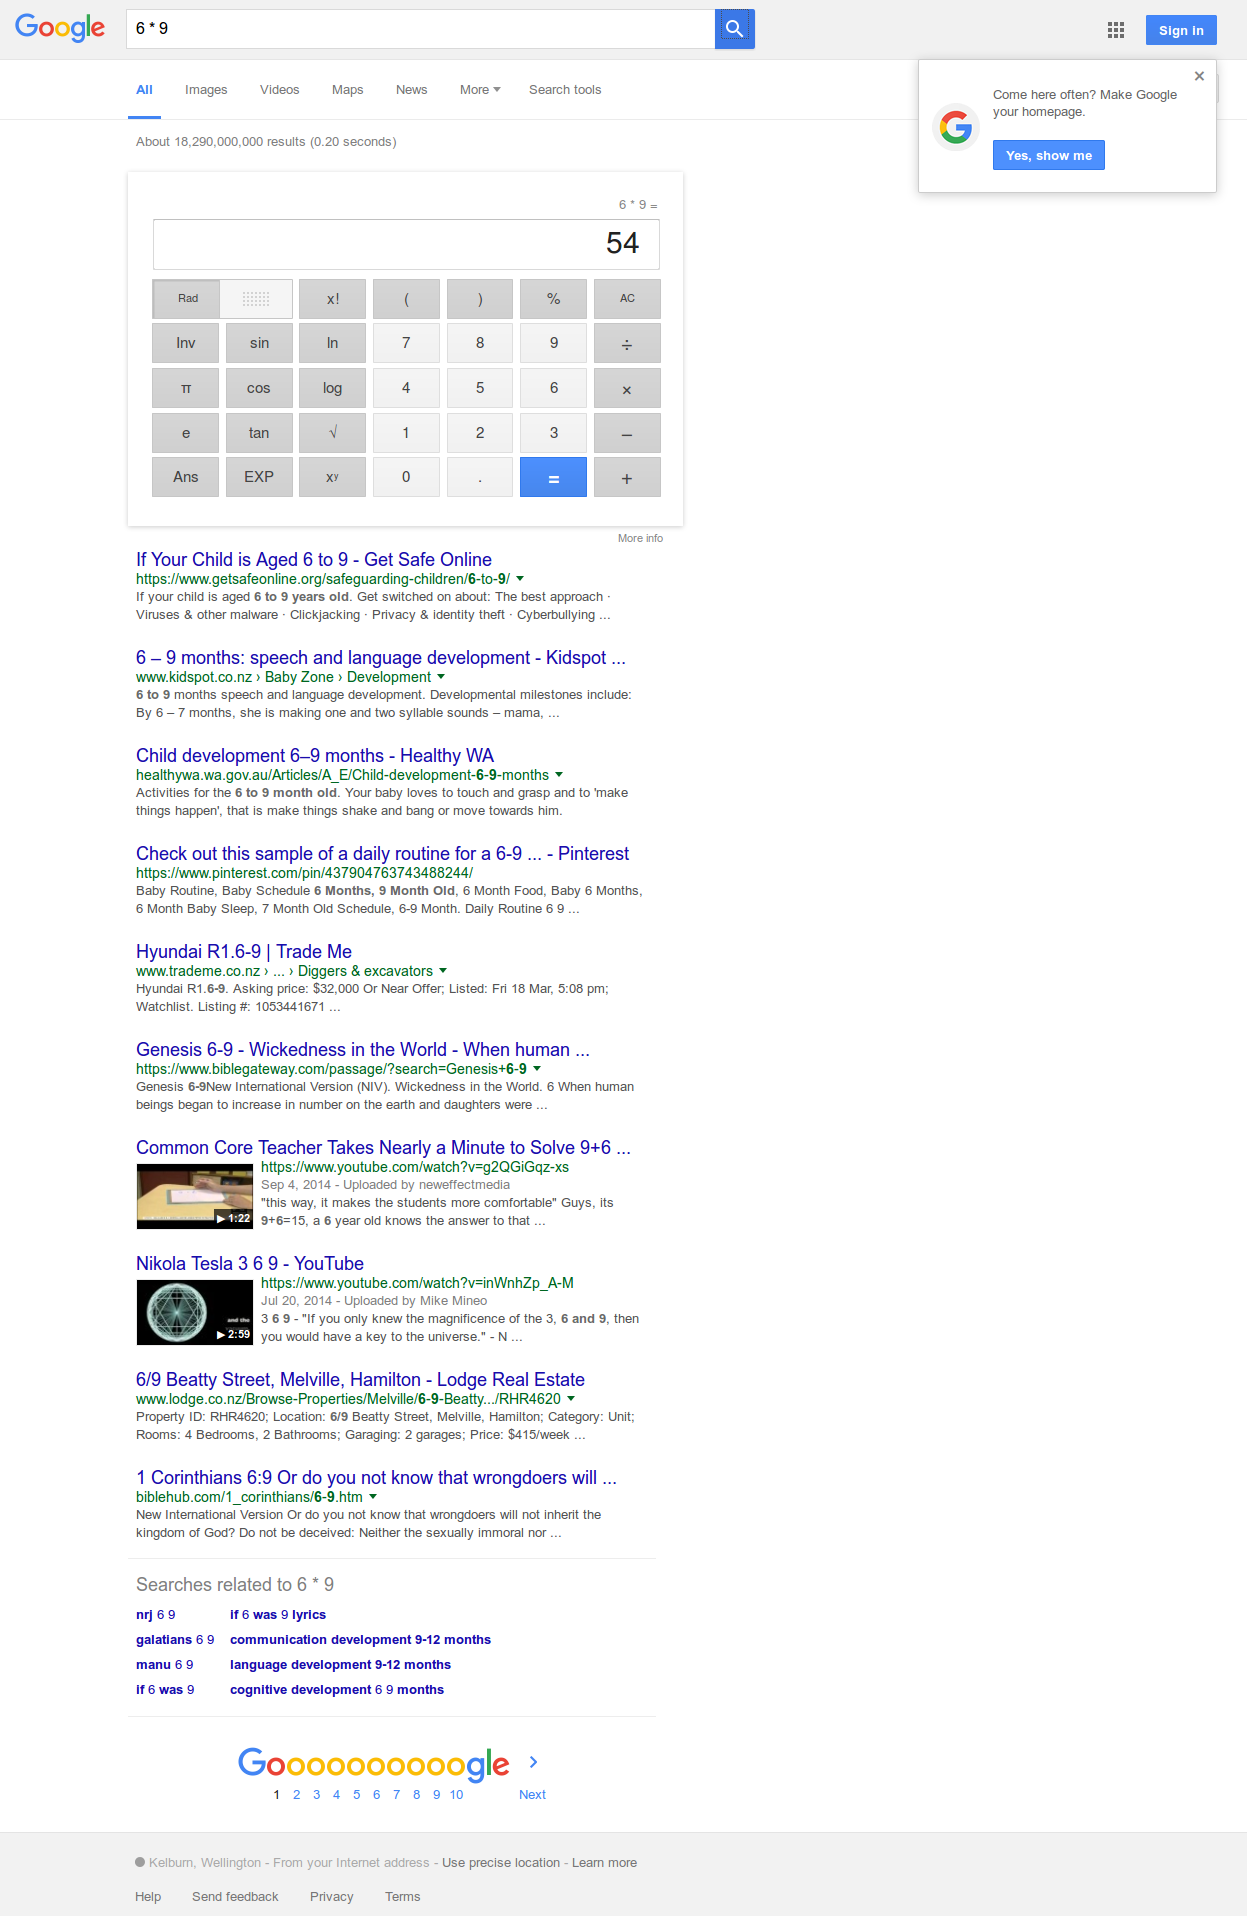 Google
6 * 9
Sign in
All Images Videos Maps News More Search tools
Come here often? Make Google
your homepage.
Yes, show me
About 18,290,000,000 results (0.20 seconds)
6 * 9 =
54
Rad x! ( ) % AC
Inv sin ln 7 8 9 ÷
π cos log 4 5 6 ×
e tan √ 1 2 3 −
Ans EXP xy 0 . = +
More info
If Your Child is Aged 6 to 9 - Get Safe Online
https://www.getsafeonline.org/safeguarding-children/6-to-9/
If your child is aged 6 to 9 years old. Get switched on about: The best approach ·
Viruses & other malware · Clickjacking · Privacy & identity theft · Cyberbullying ...
6 – 9 months: speech and language development - Kidspot ...
www.kidspot.co.nz › Baby Zone › Development
6 to 9 months speech and language development. Developmental milestones include:
By 6 – 7 months, she is making one and two syllable sounds – mama, ...
Child development 6–9 months - Healthy WA
healthywa.wa.gov.au/Articles/A_E/Child-development-6-9-months
Activities for the 6 to 9 month old. Your baby loves to touch and grasp and to 'make
things happen', that is make things shake and bang or move towards him.
Check out this sample of a daily routine for a 6-9 ... - Pinterest
https://www.pinterest.com/pin/437904763743488244/
Baby Routine, Baby Schedule 6 Months, 9 Month Old, 6 Month Food, Baby 6 Months,
6 Month Baby Sleep, 7 Month Old Schedule, 6-9 Month. Daily Routine 6 9 ...
Hyundai R1.6-9 | Trade Me
www.trademe.co.nz › ... › Diggers & excavators
Hyundai R1.6-9. Asking price: $32,000 Or Near Offer; Listed: Fri 18 Mar, 5:08 pm;
Watchlist. Listing #: 1053441671 ...
Genesis 6-9 - Wickedness in the World - When human ...
https://www.biblegateway.com/passage/?search=Genesis+6-9
Genesis 6-9New International Version (NIV). Wickedness in the World. 6 When human
beings began to increase in number on the earth and daughters were ...
Common Core Teacher Takes Nearly a Minute to Solve 9+6 ...
https://www.youtube.com/watch?v=g2QGiGqz-xs
Sep 4, 2014 - Uploaded by neweffectmedia
"this way, it makes the students more comfortable" Guys, its
9+6=15, a 6 year old knows the answer to that ...
1:22
Nikola Tesla 3 6 9 - YouTube
https://www.youtube.com/watch?v=inWnhZp_A-M
Jul 20, 2014 - Uploaded by Mike Mineo
3 6 9 - "If you only knew the magnificence of the 3, 6 and 9, then
you would have a key to the universe." - N ...
and the
2:59
6/9 Beatty Street, Melville, Hamilton - Lodge Real Estate
www.lodge.co.nz/Browse-Properties/Melville/6-9-Beatty.../RHR4620
Property ID: RHR4620; Location: 6/9 Beatty Street, Melville, Hamilton; Category: Unit;
Rooms: 4 Bedrooms, 2 Bathrooms; Garaging: 2 garages; Price: $415/week ...
1 Corinthians 6:9 Or do you not know that wrongdoers will ...
biblehub.com/1_corinthians/6-9.htm
New International Version Or do you not know that wrongdoers will not inherit the
kingdom of God? Do not be deceived: Neither the sexually immoral nor ...
Searches related to 6 * 9
nrj 6 9 if 6 was 9 lyrics
galatians 6 9 communication development 9-12 months
manu 6 9 language development 9-12 months
if 6 was 9 cognitive development 6 9 months
Goooooooooogle
1 2 3 4 5 6 7 8 9 10 Next
Kelburn, Wellington - From your Internet address - Use precise location - Learn more
Help Send feedback Privacy Terms